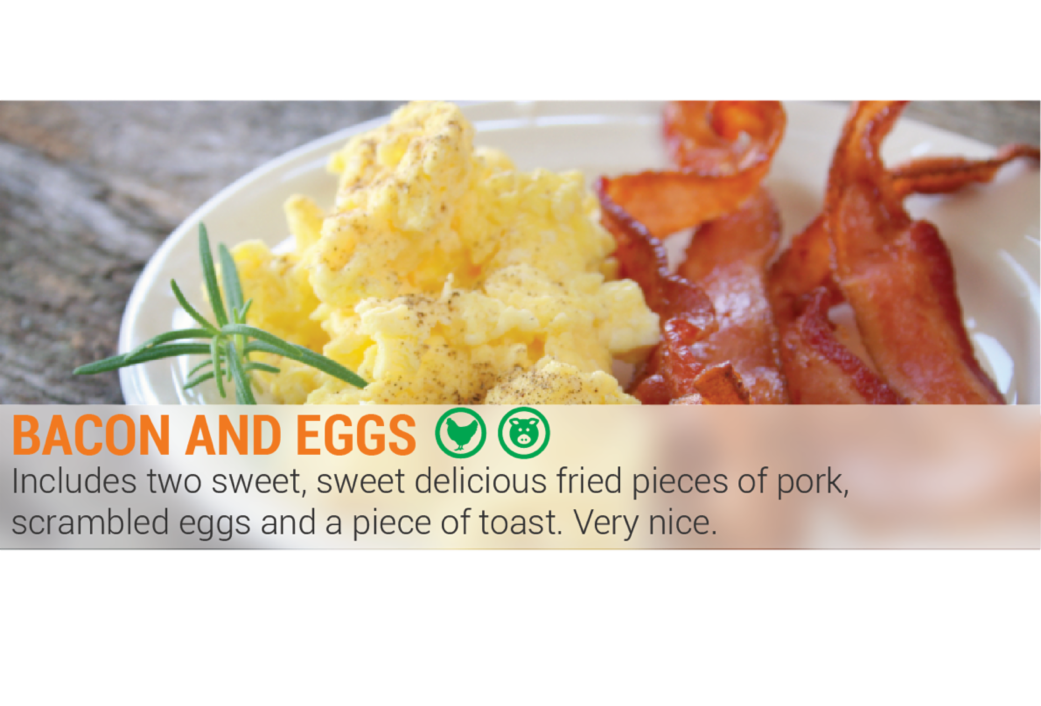 BACON AND EGGS
Includes two sweet, sweet delicious fried pieces of pork,
scrambled eggs and a piece of toast. Very nice.